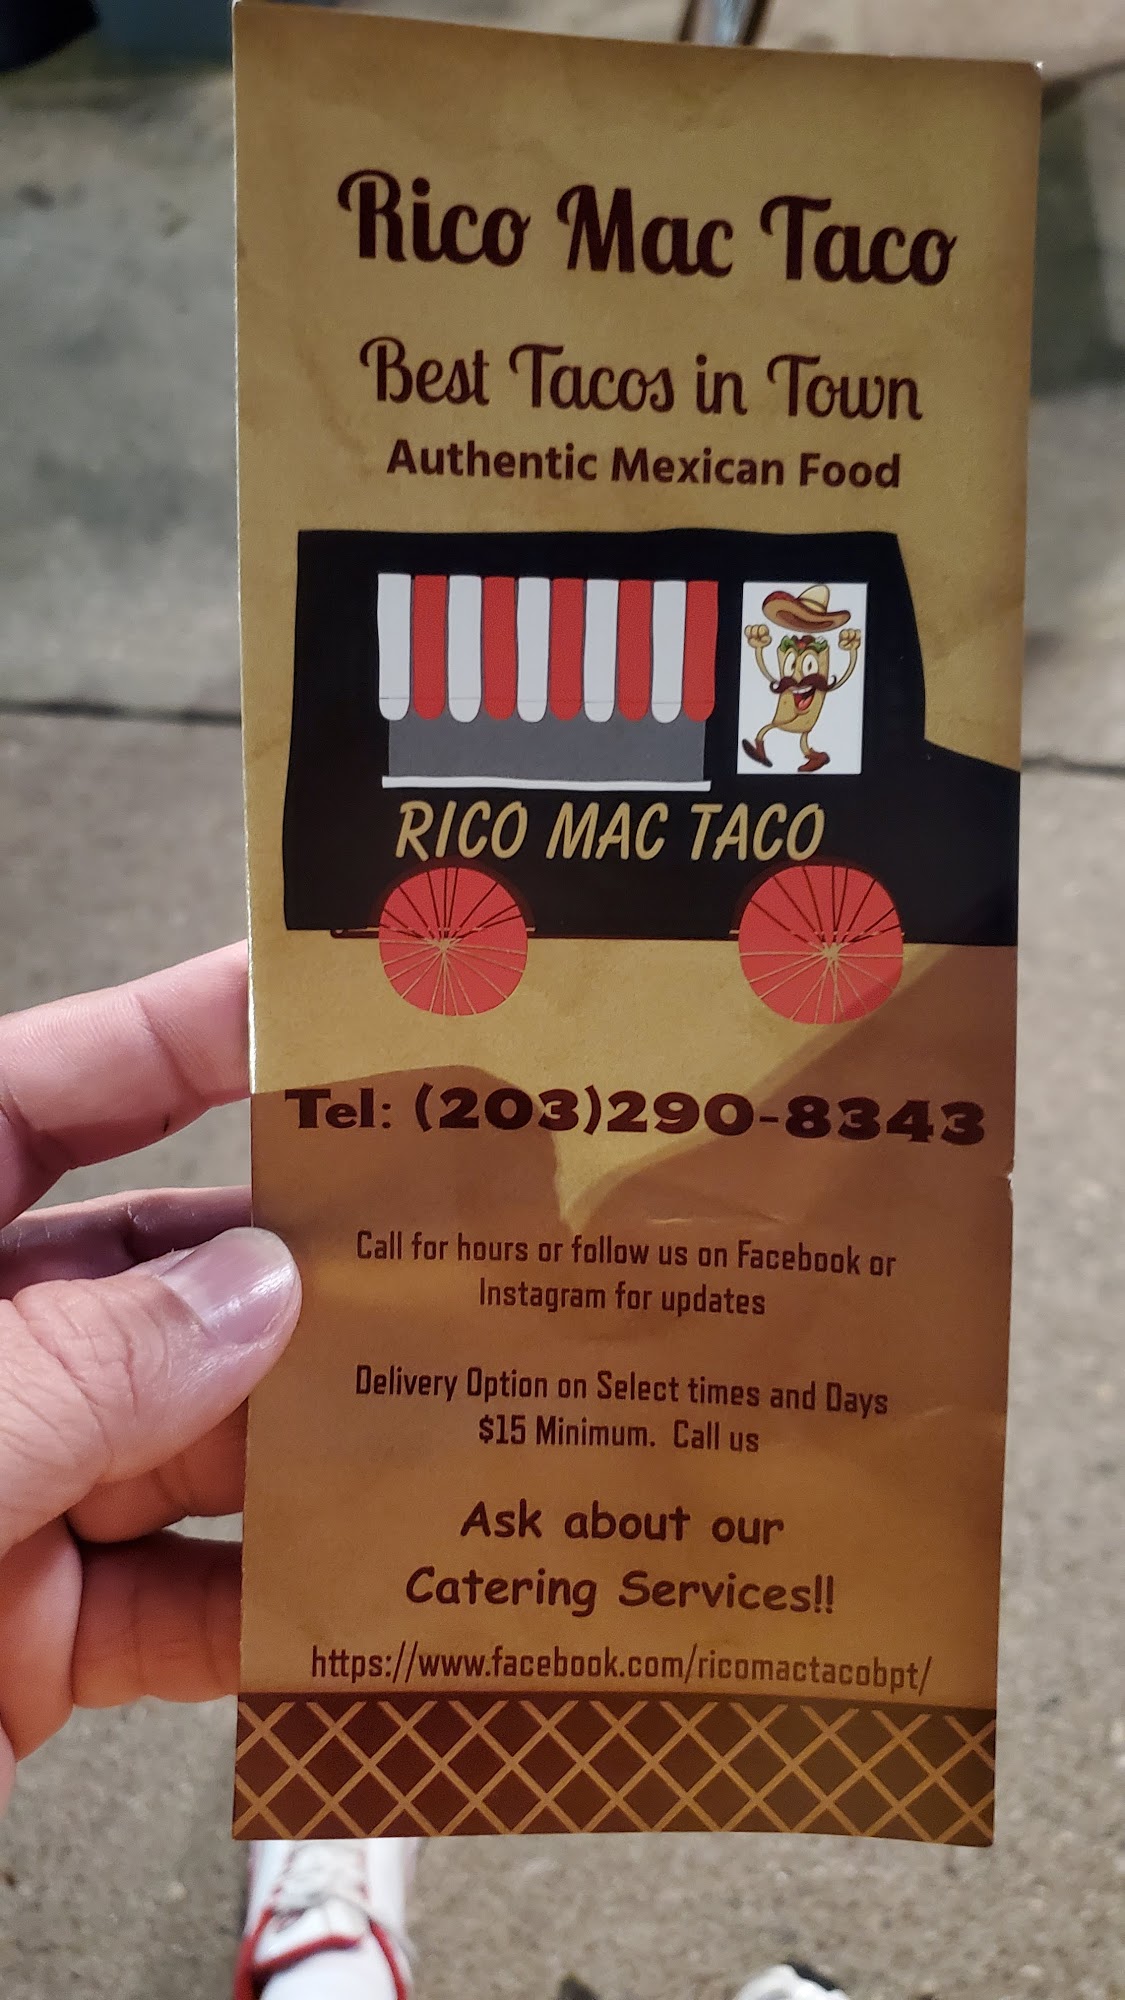 Rico Mac Taco
Best Tacos in Town
Authentic Mexican Food
RICO MAC TACO
Tel: (203)290-8343
Call for hours or follow us on Facebook or
Instagram for updates
Delivery Option on Select times and Days
$15 Minimum. Call us
Ask about our
Catering Services!!
https://www.facebook.com/ricomactacobpt/